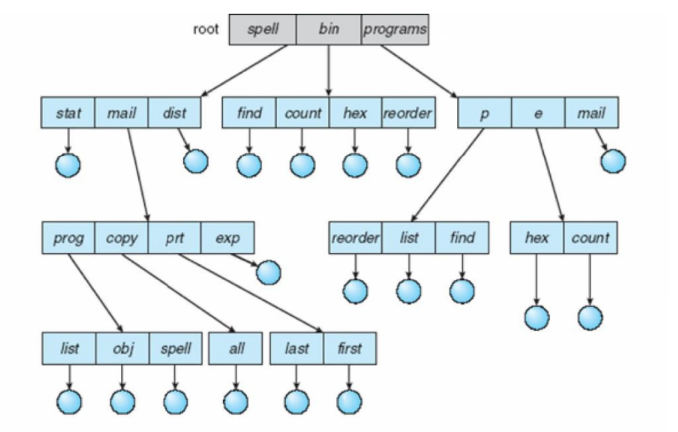 root spell bin programs
stat mail dist find count hex reorder p e mail
prog copy prt exp reorder list find hex count
list obj spell all last first